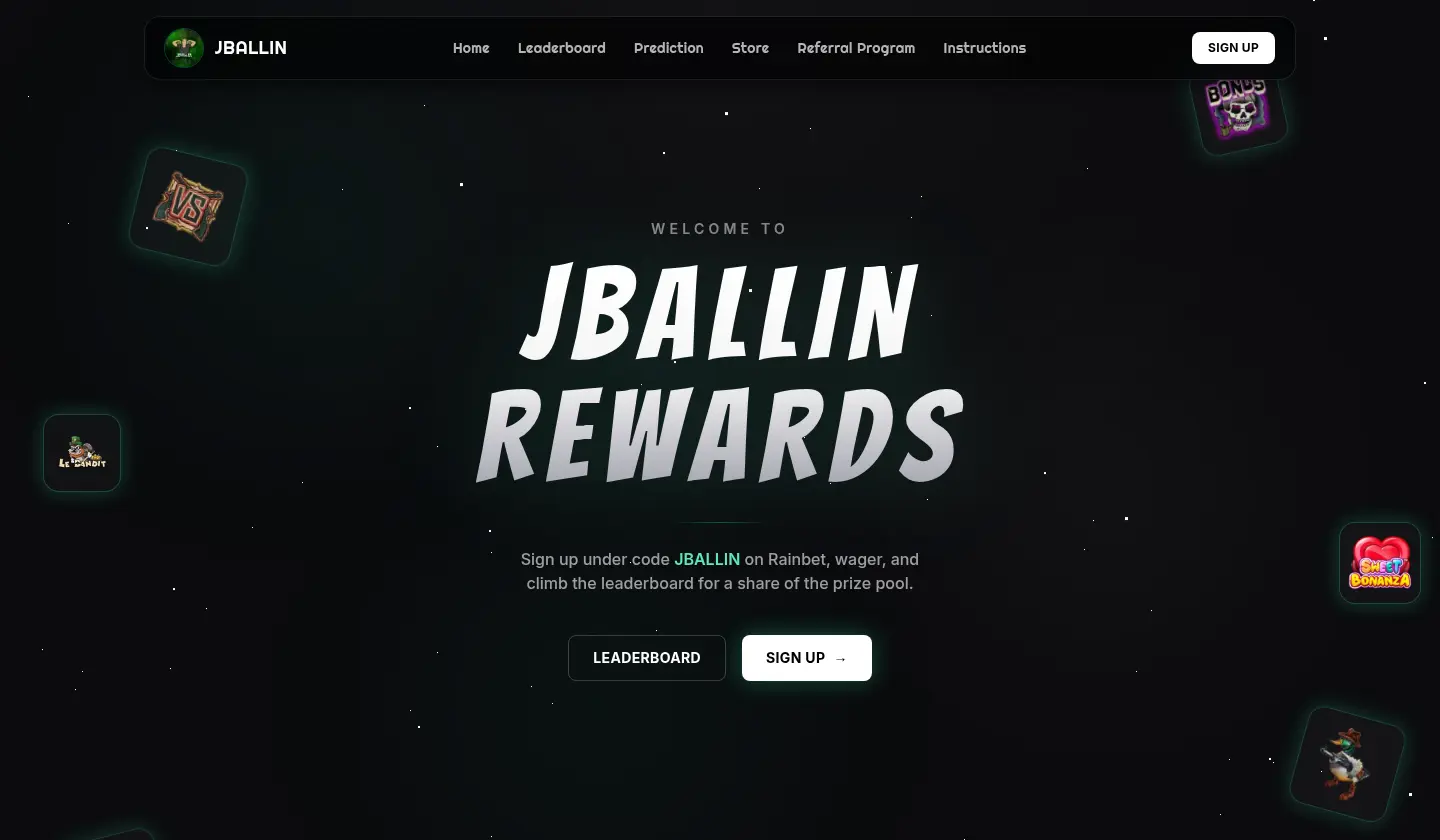 JBALLIN
Home
Leaderboard
Prediction
Store
Referral Program
Instructions
SIGN UP
BONUS
VS
WELCOME TO
JBALLIN
REWARDS
LE BANDIT
Sign up under code JBALLIN on Rainbet, wager, and
climb the leaderboard for a share of the prize pool.
SWEET
BONANZA
LEADERBOARD
SIGN UP →